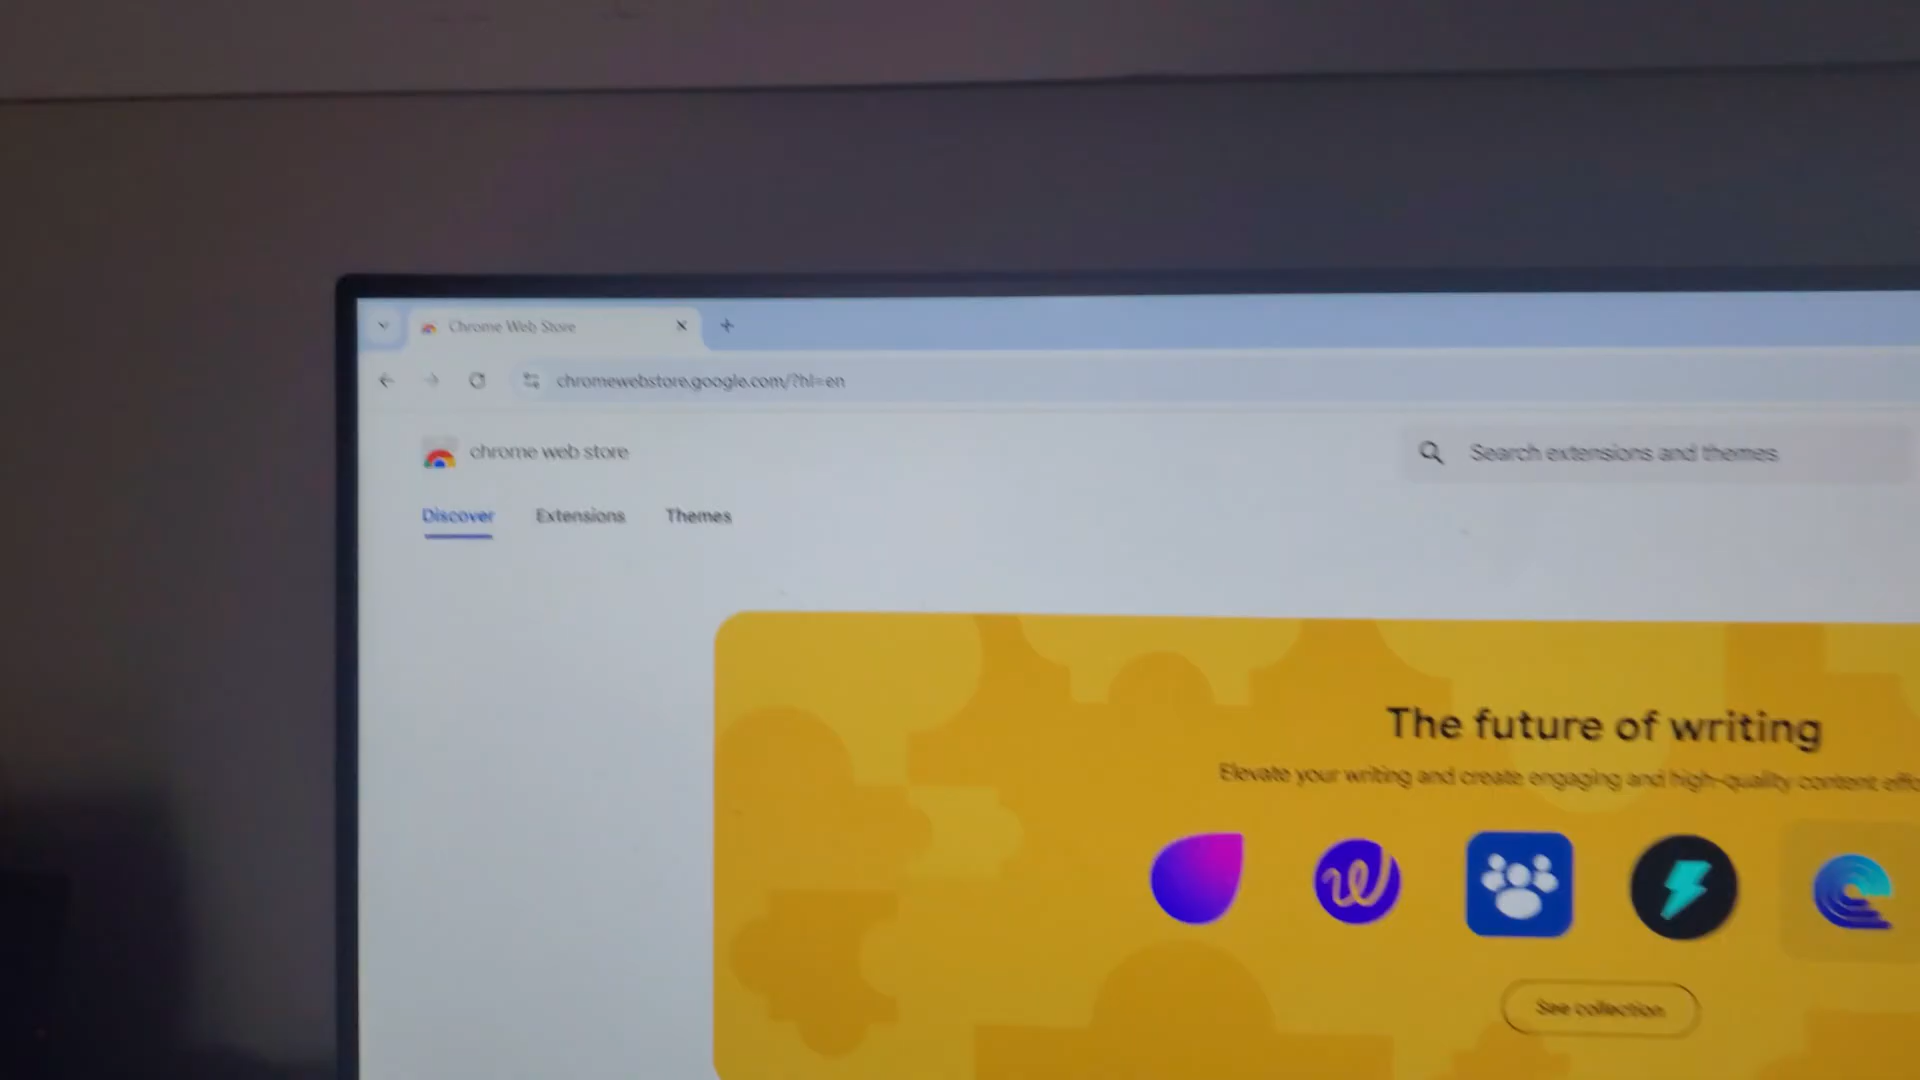 Chrome Web Store
chromewebstore.google.com/?hl=en
chrome web store
Search extensions and themes
Discover Extensions Themes
The future of writing
Elevate your writing and create engaging and high-quality content
See collection